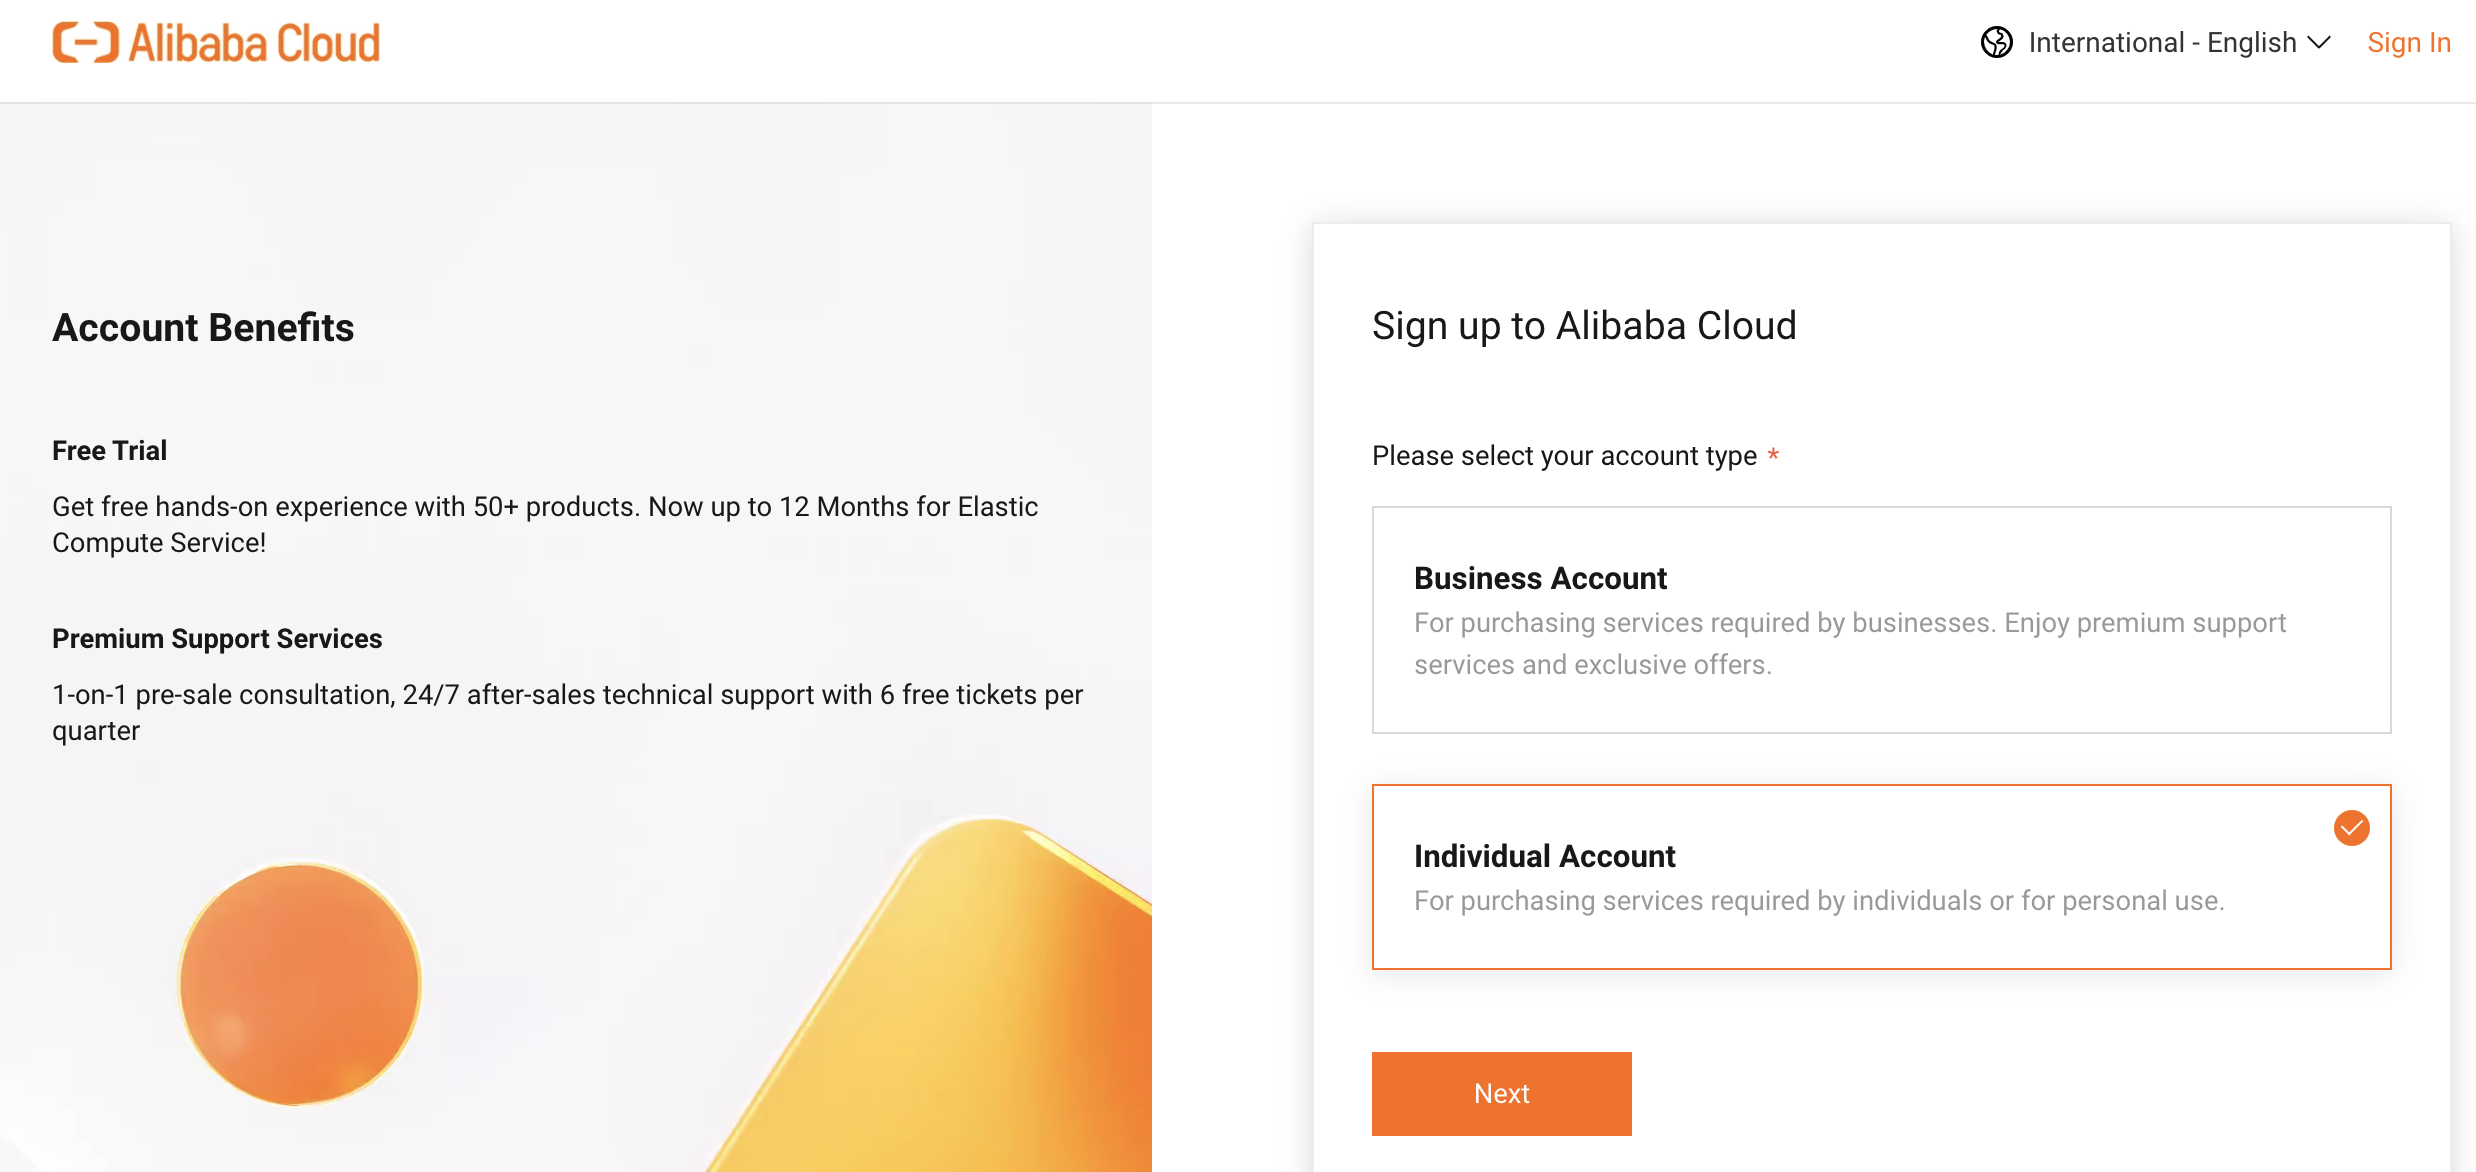 Alibaba Cloud
International - English
Sign In
Account Benefits
Free Trial
Get free hands-on experience with 50+ products. Now up to 12 Months for Elastic
Compute Service!
Premium Support Services
1-on-1 pre-sale consultation, 24/7 after-sales technical support with 6 free tickets per
quarter
Sign up to Alibaba Cloud
Please select your account type *
Business Account
For purchasing services required by businesses. Enjoy premium support
services and exclusive offers.
Individual Account
For purchasing services required by individuals or for personal use.
Next